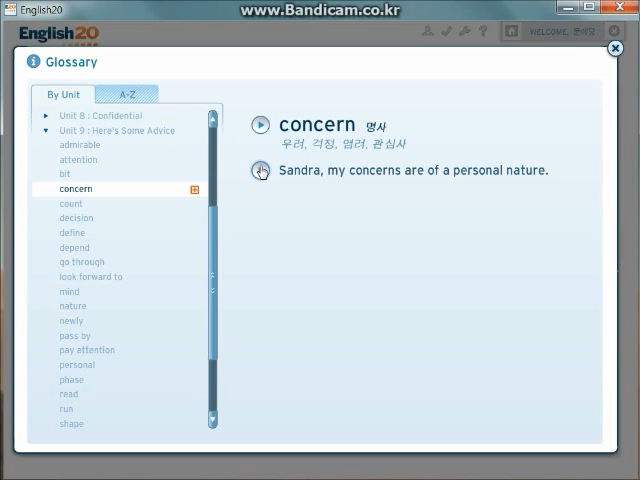 English20
www.Bandicam.co.kr
English20
WELCOME,
Glossary
By Unit
A-Z
Unit 8 : Confidential
Unit 9 : Here's Some Advice
admirable
attention
bit
concern
count
decision
define
depend
go through
look forward to
mind
nature
newly
pass by
pay attention
personal
phase
read
run
shape
concern 명사
우려, 걱정, 염려, 관심사
Sandra, my concerns are of a personal nature.